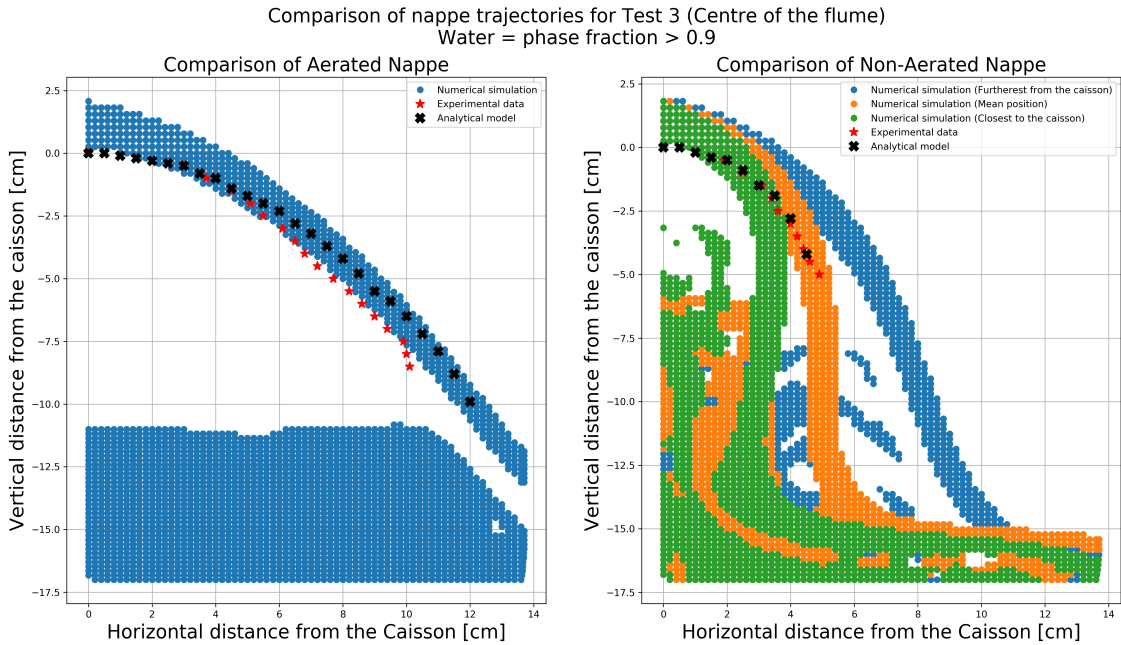 Comparison of nappe trajectories for Test 3 (Centre of the flume)
Water = phase fraction > 0.9
Comparison of Aerated Nappe
Numerical simulation
Experimental data
Analytical model
2.5
0.0
−2.5
−5.0
−7.5
−10.0
−12.5
−15.0
−17.5
0 2 4 6 8 10 12 14
Vertical distance from the caisson [cm]
Horizontal distance from the Caisson [cm]
Comparison of Non-Aerated Nappe
Numerical simulation (Furtherest from the caisson)
Numerical simulation (Mean position)
Numerical simulation (Closest to the caisson)
Experimental data
Analytical model
2.5
0.0
−2.5
−5.0
−7.5
−10.0
−12.5
−15.0
−17.5
0 2 4 6 8 10 12 14
Vertical distance from the caisson [cm]
Horizontal distance from the Caisson [cm]